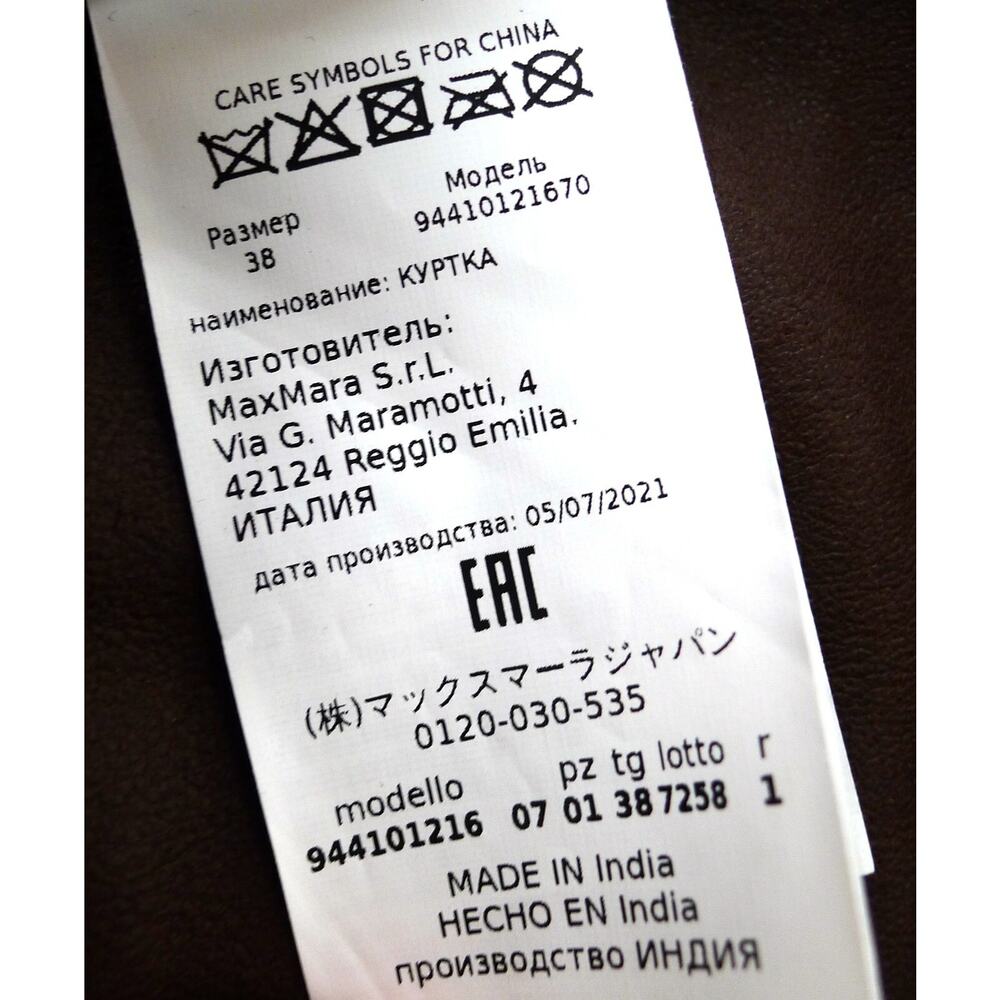 CARE SYMBOLS FOR CHINA
Размер Модель
38 94410121670
наименование: КУРТКА
Изготовитель:
MaxMara S.r.L.
Via G. Maramotti, 4
42124 Reggio Emilia.
ИТАЛИЯ
дата производства: 05/07/2021
EAC
(株)マックスマーラジャパン
0120-030-535
modello pz tg lotto r
944101216 07 01 38 7258 1
MADE IN India
HECHO EN India
производство ИНДИЯ